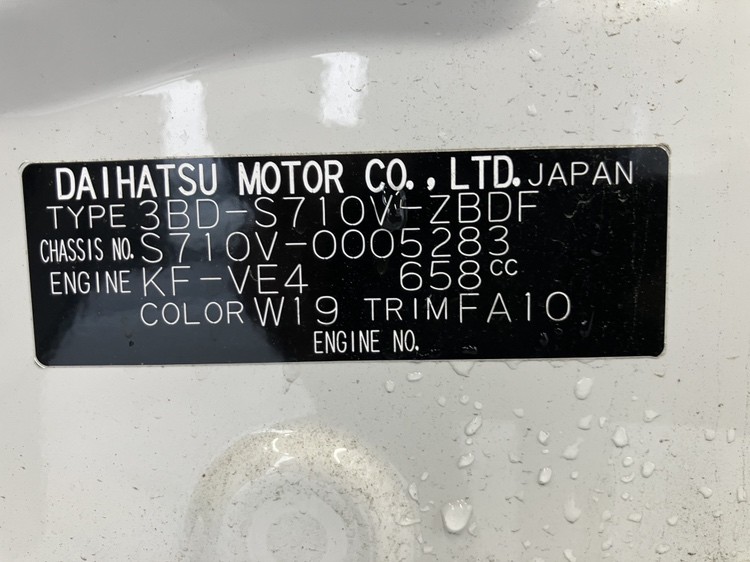 DAIHATSU MOTOR CO., LTD. JAPAN
TYPE 3BD-S710V-ZBDF
CHASSIS NO. S710V-0005283
ENGINE KF-VE4 658cc
COLOR W19 TRIM FA10
ENGINE NO.